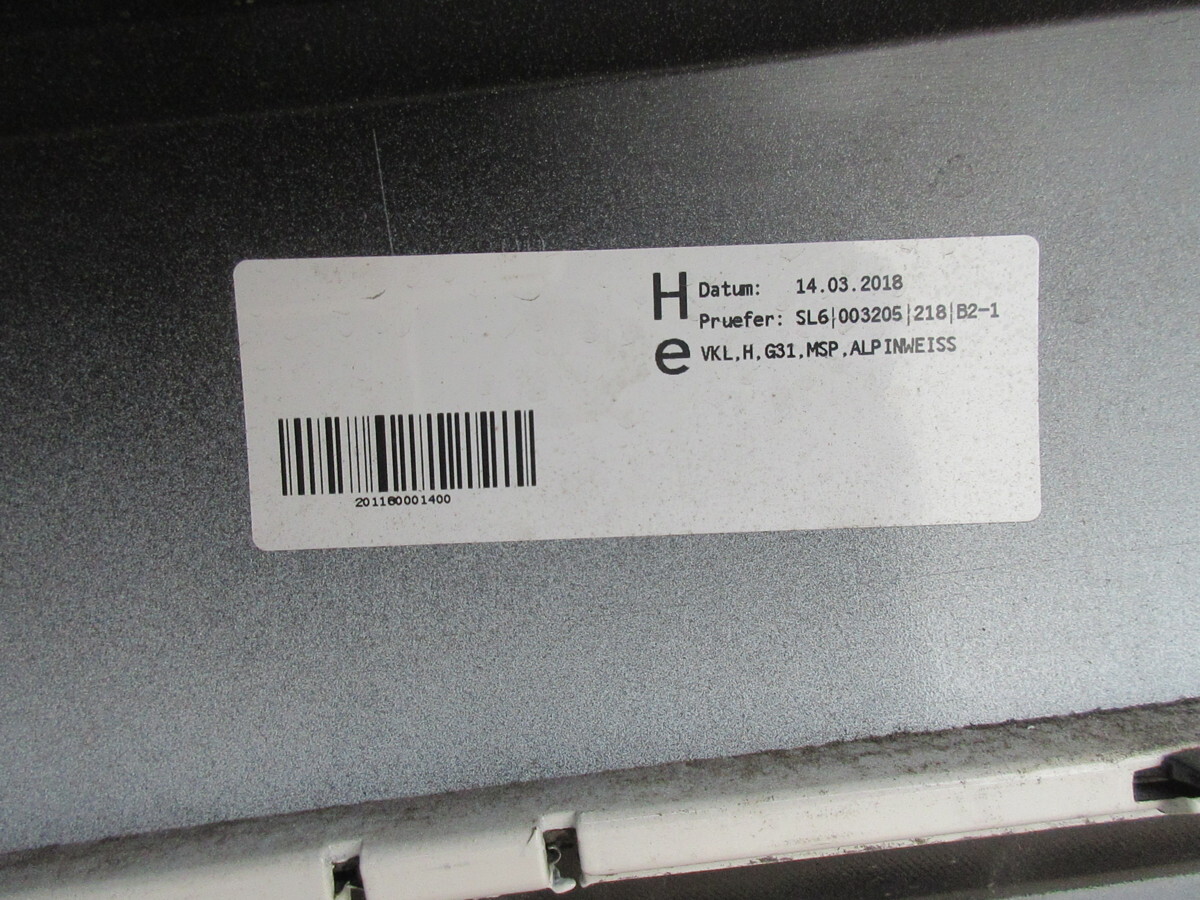 H Datum: 14.03.2018
Pruefer: SL6|003205|218|B2-1
e VKL,H,G31,MSP,ALPINWEISS
201160001400